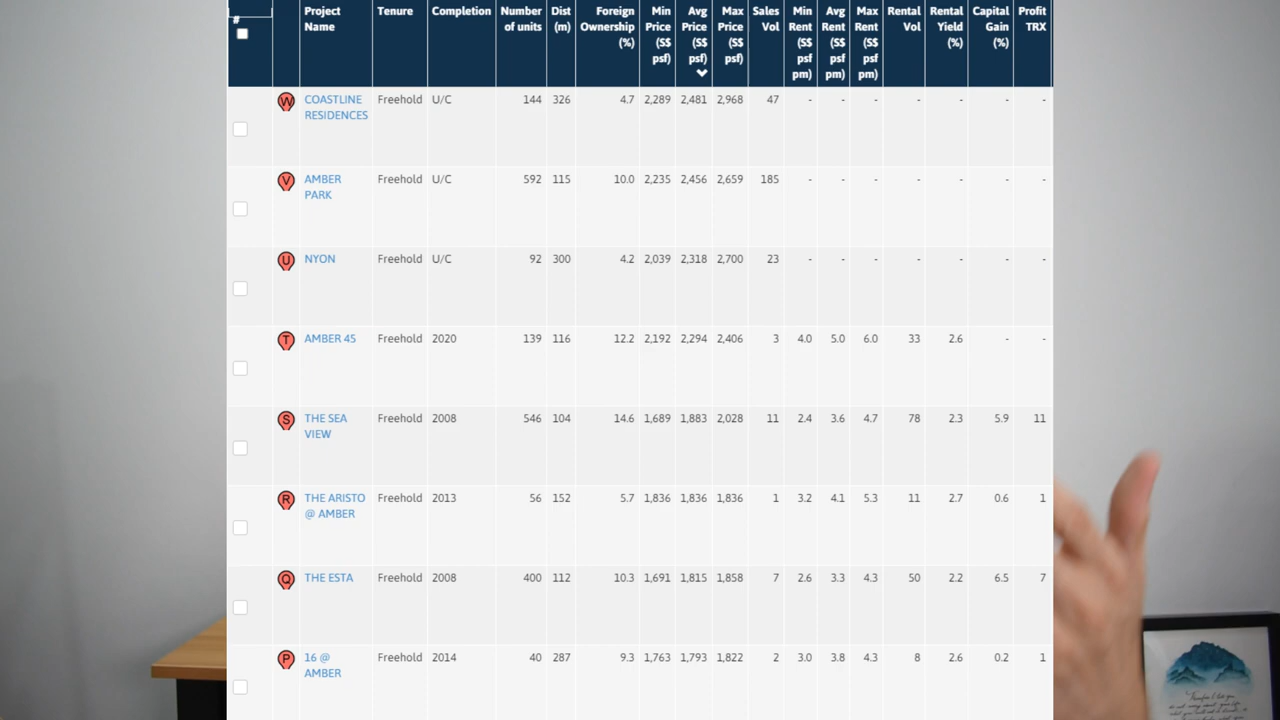 #
Project Name
Tenure
Completion
Number of units
Dist (m)
Foreign Ownership (%)
Min Price (S$ psf)
Avg Price (S$ psf)
Max Price (S$ psf)
Sales Vol
Min Rent (S$ psf pm)
Avg Rent (S$ psf pm)
Max Rent (S$ psf pm)
Rental Vol
Rental Yield (%)
Capital Gain (%)
Profit TRX
W COASTLINE RESIDENCES Freehold U/C 144 326 4.7 2,289 2,481 2,968 47 - - - - - - -
V AMBER PARK Freehold U/C 592 115 10.0 2,235 2,456 2,659 185 - - - - - - -
U NYON Freehold U/C 92 300 4.2 2,039 2,318 2,700 23 - - - - - - -
T AMBER 45 Freehold 2020 139 116 12.2 2,192 2,294 2,406 3 4.0 5.0 6.0 33 2.6 - -
S THE SEA VIEW Freehold 2008 546 104 14.6 1,689 1,883 2,028 11 2.4 3.6 4.7 78 2.3 5.9 11
R THE ARISTO @ AMBER Freehold 2013 56 152 5.7 1,836 1,836 1,836 1 3.2 4.1 5.3 11 2.7 0.6 1
Q THE ESTA Freehold 2008 400 112 10.3 1,691 1,815 1,858 7 2.6 3.3 4.3 50 2.2 6.5 7
P 16 @ AMBER Freehold 2014 40 287 9.3 1,763 1,793 1,822 2 3.0 3.8 4.3 8 2.6 0.2 1